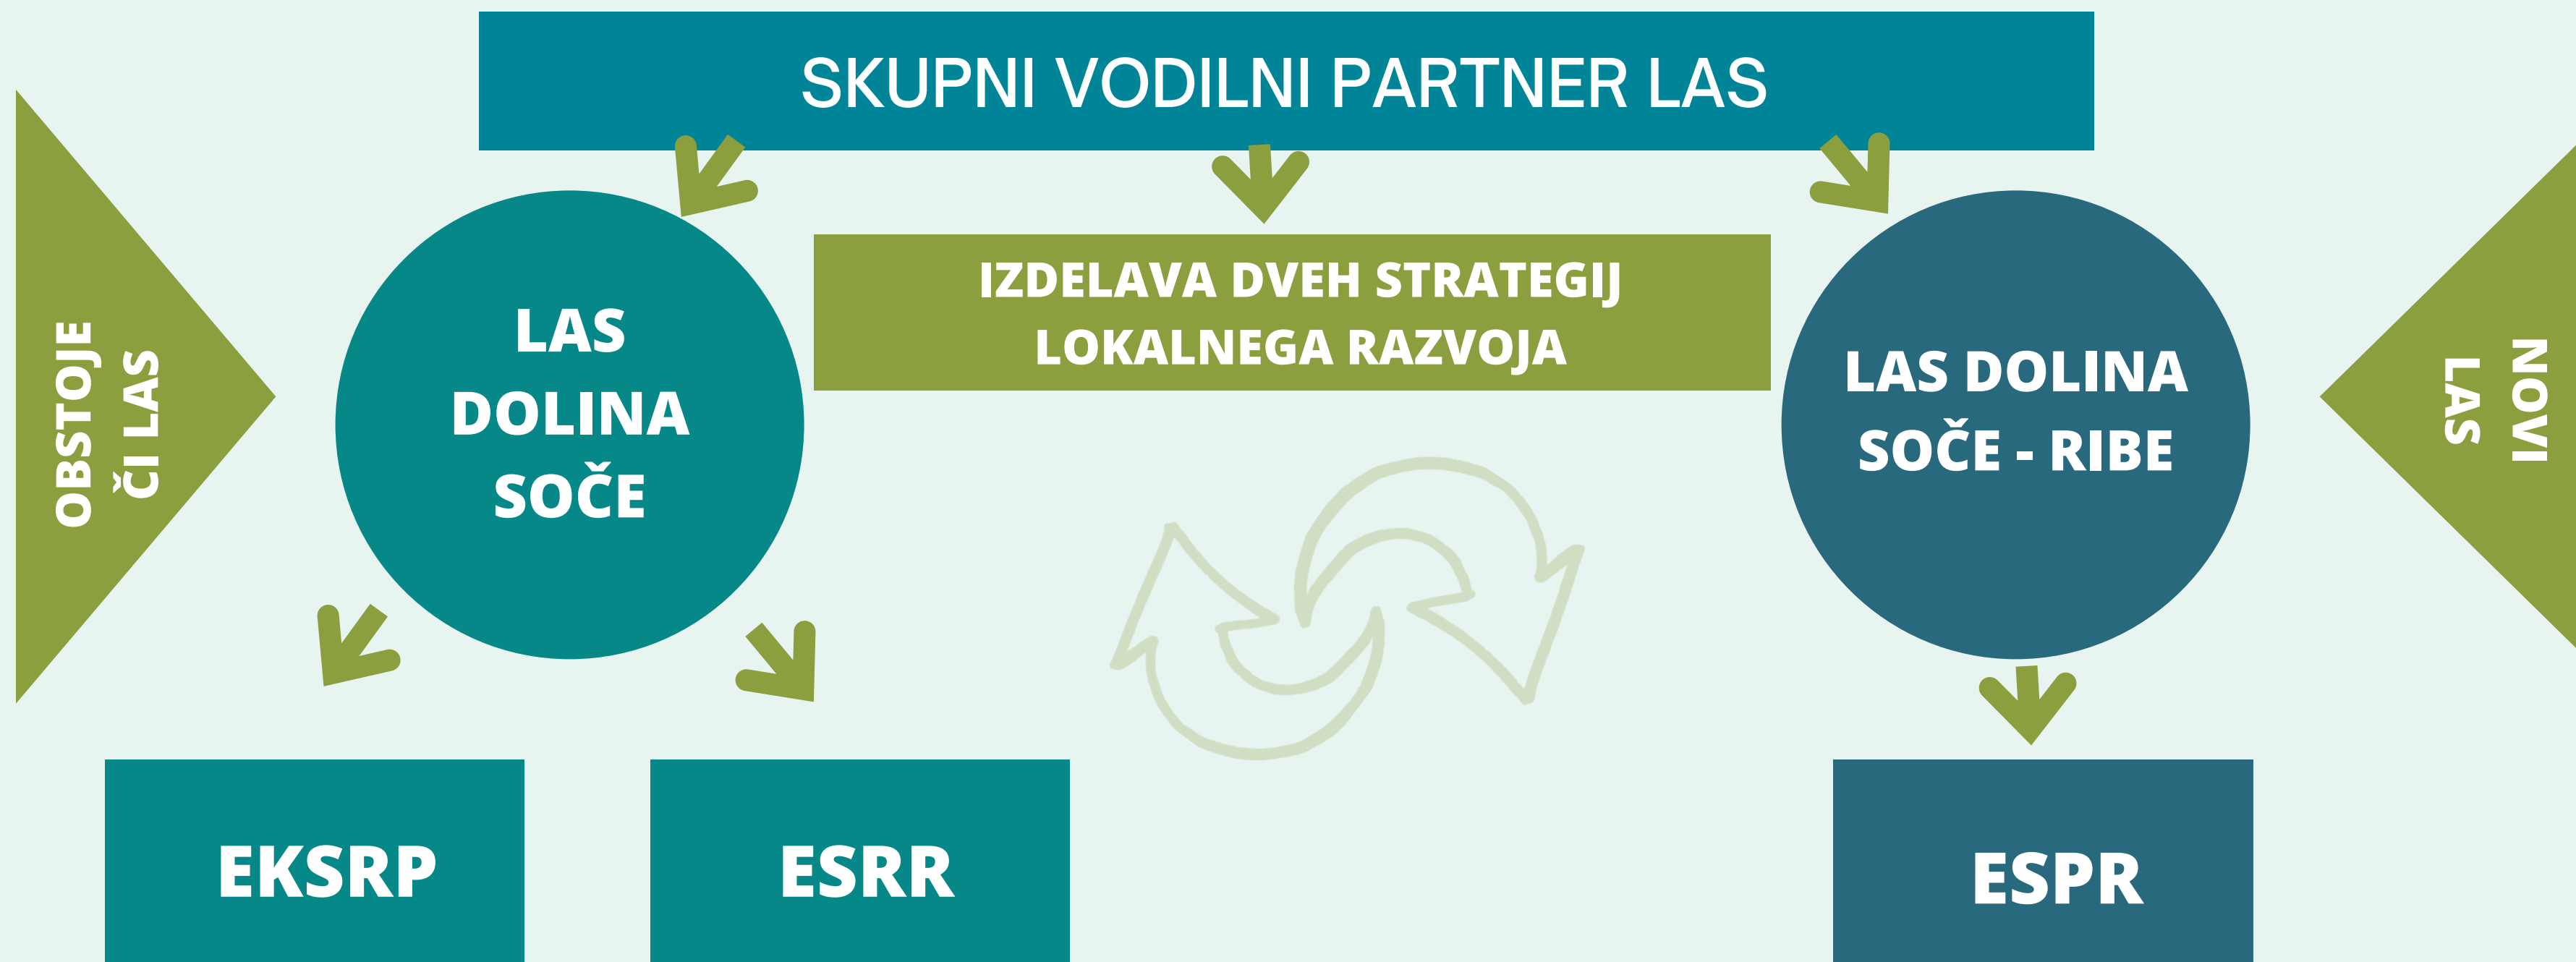 SKUPNI VODILNI PARTNER LAS
OBSTOJE
ČI LAS
LAS
DOLINA
SOČE
IZDELAVA DVEH STRATEGIJ
LOKALNEGA RAZVOJA
LAS DOLINA
SOČE - RIBE
NOVI
LAS
EKSRP
ESRR
ESPR